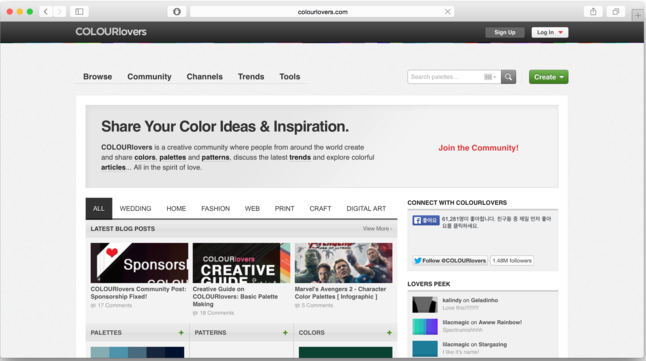 colourlovers.com
COLOURlovers
Sign Up
Log In
Browse Community Channels Trends Tools
Search palettes...
Create
Share Your Color Ideas & Inspiration.
COLOURlovers is a creative community where people from around the world create
and share colors, palettes and patterns, discuss the latest trends and explore colorful
articles... All in the spirit of love.
Join the Community!
ALL WEDDING HOME FASHION WEB PRINT CRAFT DIGITAL ART
LATEST BLOG POSTS
View More ›
Sponsors
COLOURlovers
CREATIVE
GUIDE
COLOURlovers Community Post:
Sponsorship Fixed!
17 Comments
Creative Guide on
COLOURlovers: Basic Palette
Making
18 Comments
Marvel's Avengers 2 - Character
Color Palettes [ Infographic ]
5 Comments
PALETTES +
PATTERNS +
COLORS +
CONNECT WITH COLOURLOVERS
좋아요
61,281명이 좋아합니다. 친구들 중 제일 먼저 좋아
요를 클릭하세요.
Follow @COLOURlovers
1.48M followers
LOVERS PEEK
kalindy on Geladinho
Love this!!!!!!!
lilaomagic on Awew Rainbow!
lilaomagic on Stargazing
I like it's name!